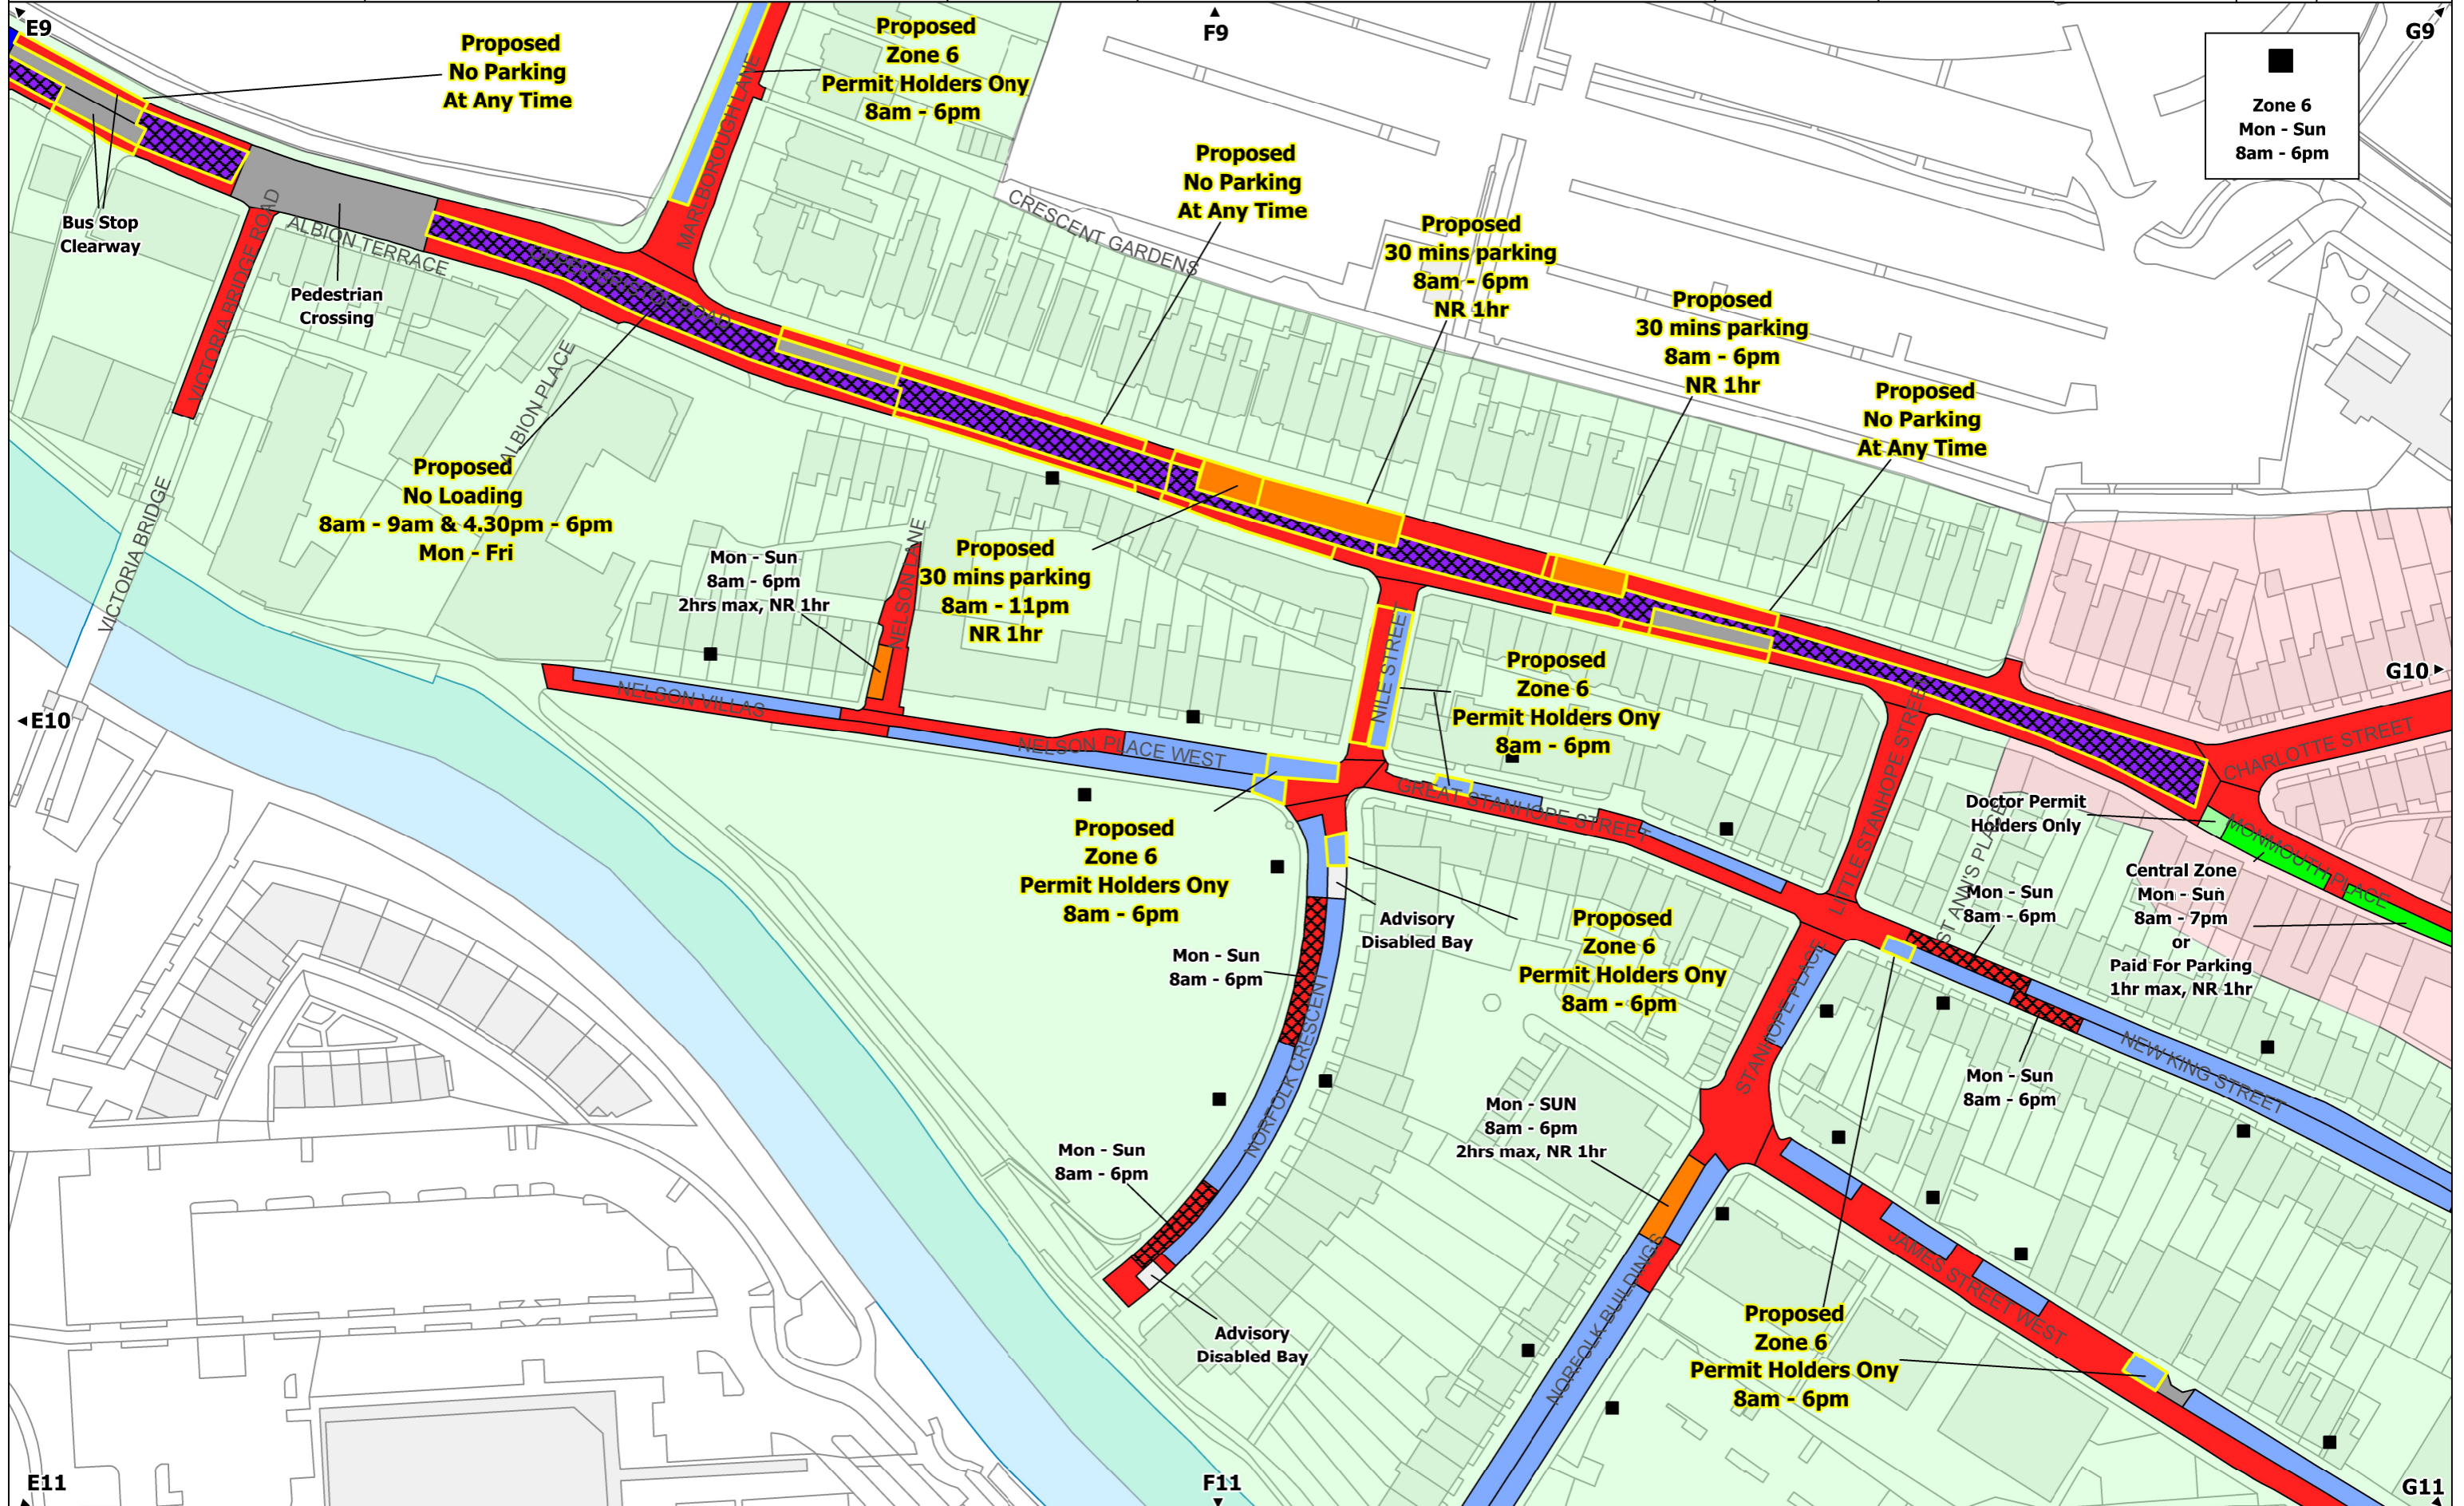 E9
F9
G9
Proposed
No Parking
At Any Time
Proposed
Zone 6
Permit Holders Ony
8am - 6pm
Zone 6
Mon - Sun
8am - 6pm
MARLBOROUGH LANE
Proposed
No Parking
At Any Time
CRESCENT GARDENS
Proposed
30 mins parking
8am - 6pm
NR 1hr
Proposed
30 mins parking
8am - 6pm
NR 1hr
Proposed
No Parking
At Any Time
Bus Stop
Clearway
VICTORIA BRIDGE ROAD
ALBION TERRACE
Pedestrian
Crossing
ALBION PLACE
Proposed
No Loading
8am - 9am & 4.30pm - 6pm
Mon - Fri
VICTORIA BRIDGE
Mon - Sun
8am - 6pm
2hrs max, NR 1hr
NELSON LANE
Proposed
30 mins parking
8am - 11pm
NR 1hr
NILE STREET
Proposed
Zone 6
Permit Holders Ony
8am - 6pm
G10
E10
NELSON VILLAS
NELSON PLACE WEST
GREAT STANHOPE STREET
LITTLE STANHOPE STREET
CHARLOTTE STREET
Doctor Permit
Holders Only
MONMOUTH PLACE
ST ANN'S PLACE
Proposed
Zone 6
Permit Holders Ony
8am - 6pm
Central Zone
Mon - Sun
8am - 7pm
or
Paid For Parking
1hr max, NR 1hr
Mon - Sun
8am - 6pm
Advisory
Disabled Bay
Proposed
Zone 6
Permit Holders Ony
8am - 6pm
Mon - Sun
8am - 6pm
NORFOLK CRESCENT
STANHOPE PLACE
NEW KING STREET
Mon - Sun
8am - 6pm
Mon - SUN
8am - 6pm
2hrs max, NR 1hr
Mon - Sun
8am - 6pm
JAMES STREET WEST
NORFOLK BUILDINGS
Advisory
Disabled Bay
Proposed
Zone 6
Permit Holders Ony
8am - 6pm
E11
F11
G11